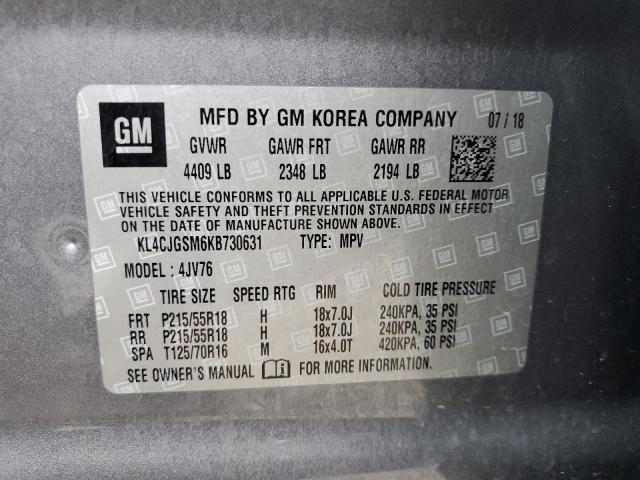 GM MFD BY GM KOREA COMPANY 07 / 18
GVWR GAWR FRT GAWR RR
4409 LB 2348 LB 2194 LB
THIS VEHICLE CONFORMS TO ALL APPLICABLE U.S. FEDERAL MOTOR
VEHICLE SAFETY AND THEFT PREVENTION STANDARDS IN EFFECT
ON THE DATE OF MANUFACTURE SHOWN ABOVE.
KL4CJGSM6KB730631 TYPE: MPV
MODEL : 4JV76
TIRE SIZE SPEED RTG RIM COLD TIRE PRESSURE
FRT P215/55R18 H 18x7.0J 240KPA, 35 PSI
RR P215/55R18 H 18x7.0J 240KPA, 35 PSI
SPA T125/70R16 M 16x4.0T 420KPA, 60 PSI
SEE OWNER'S MANUAL FOR MORE INFORMATION.